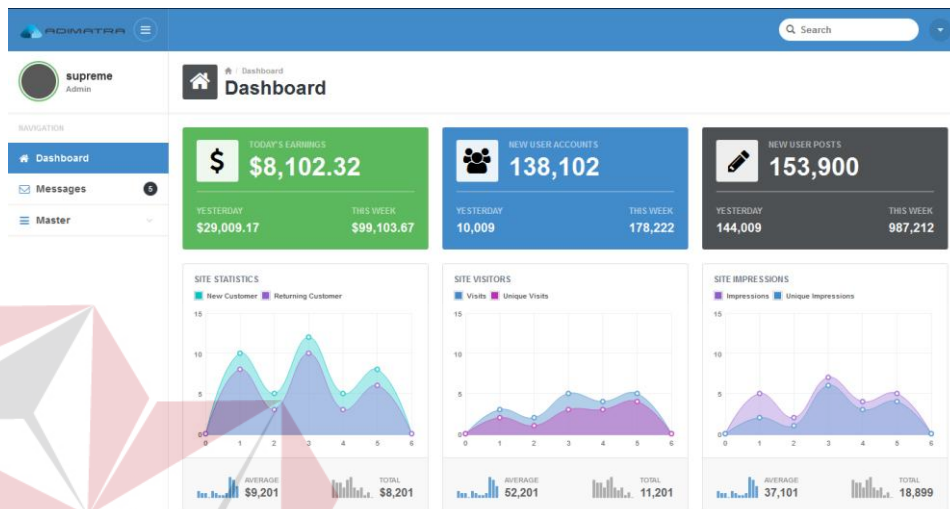 ADIMATRA
Search
supreme
Admin
/ Dashboard
Dashboard
NAVIGATION
Dashboard
Messages 5
Master
TODAY'S EARNINGS
$8,102.32
YESTERDAY THIS WEEK
$29,009.17 $99,103.67
NEW USER ACCOUNTS
138,102
YESTERDAY THIS WEEK
10,009 178,222
NEW USER POSTS
153,900
YESTERDAY THIS WEEK
144,009 987,212
SITE STATISTICS
New Customer Returning Customer
15
10
5
0
0 1 2 3 4 5 6
AVERAGE TOTAL
$9,201 $8,201
SITE VISITORS
Visits Unique Visits
15
10
5
0
0 1 2 3 4 5 6
AVERAGE TOTAL
52,201 11,201
SITE IMPRESSIONS
Impressions Unique Impressions
15
10
5
0
0 1 2 3 4 5 6
AVERAGE TOTAL
37,101 18,899